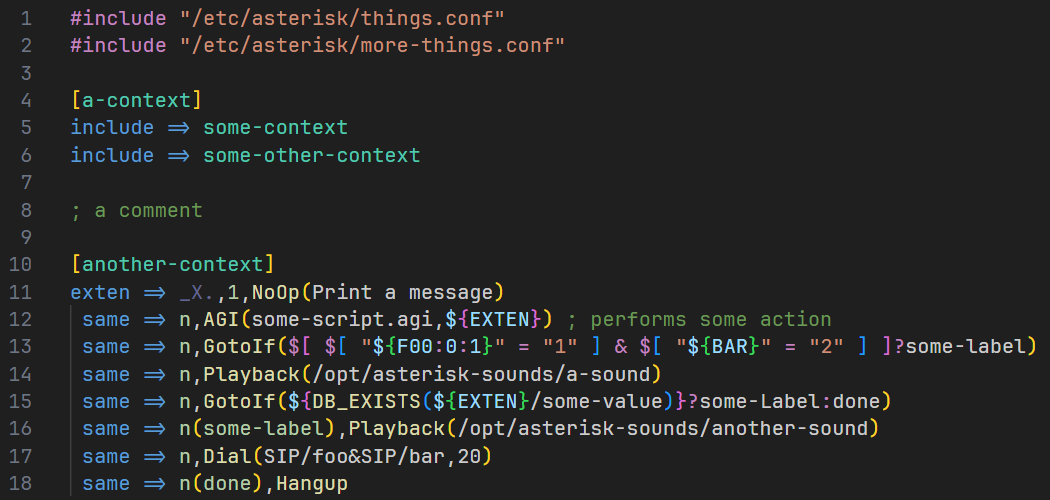 1 #include "/etc/asterisk/things.conf"
2 #include "/etc/asterisk/more-things.conf"
3
4 [a-context]
5 include => some-context
6 include => some-other-context
7
8 ; a comment
9
10 [another-context]
11 exten => _X.,1,NoOp(Print a message)
12  same => n,AGI(some-script.agi,${EXTEN}) ; performs some action
13  same => n,GotoIf($[ $[ "${FOO:0:1}" = "1" ] & $[ "${BAR}" = "2" ] ]?some-label)
14  same => n,Playback(/opt/asterisk-sounds/a-sound)
15  same => n,GotoIf(${DB_EXISTS(${EXTEN}/some-value)}?some-Label:done)
16  same => n(some-label),Playback(/opt/asterisk-sounds/another-sound)
17  same => n,Dial(SIP/foo&SIP/bar,20)
18  same => n(done),Hangup